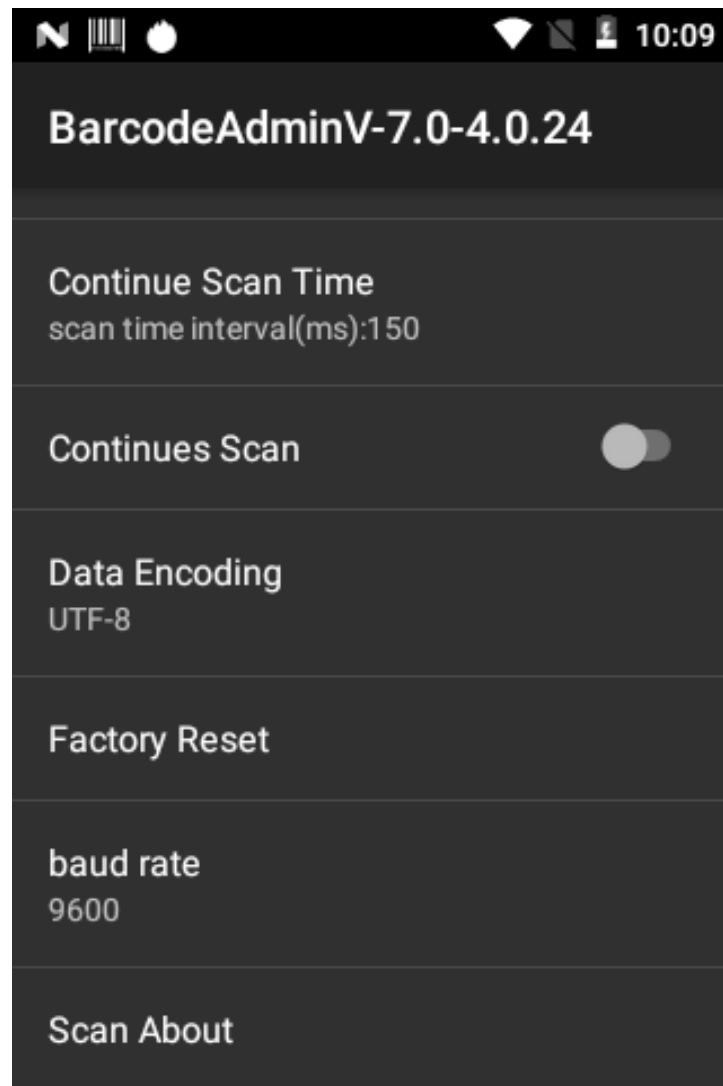 10:09
BarcodeAdminV-7.0-4.0.24
Continue Scan Time
scan time interval(ms):150
Continues Scan
Data Encoding
UTF-8
Factory Reset
baud rate
9600
Scan About